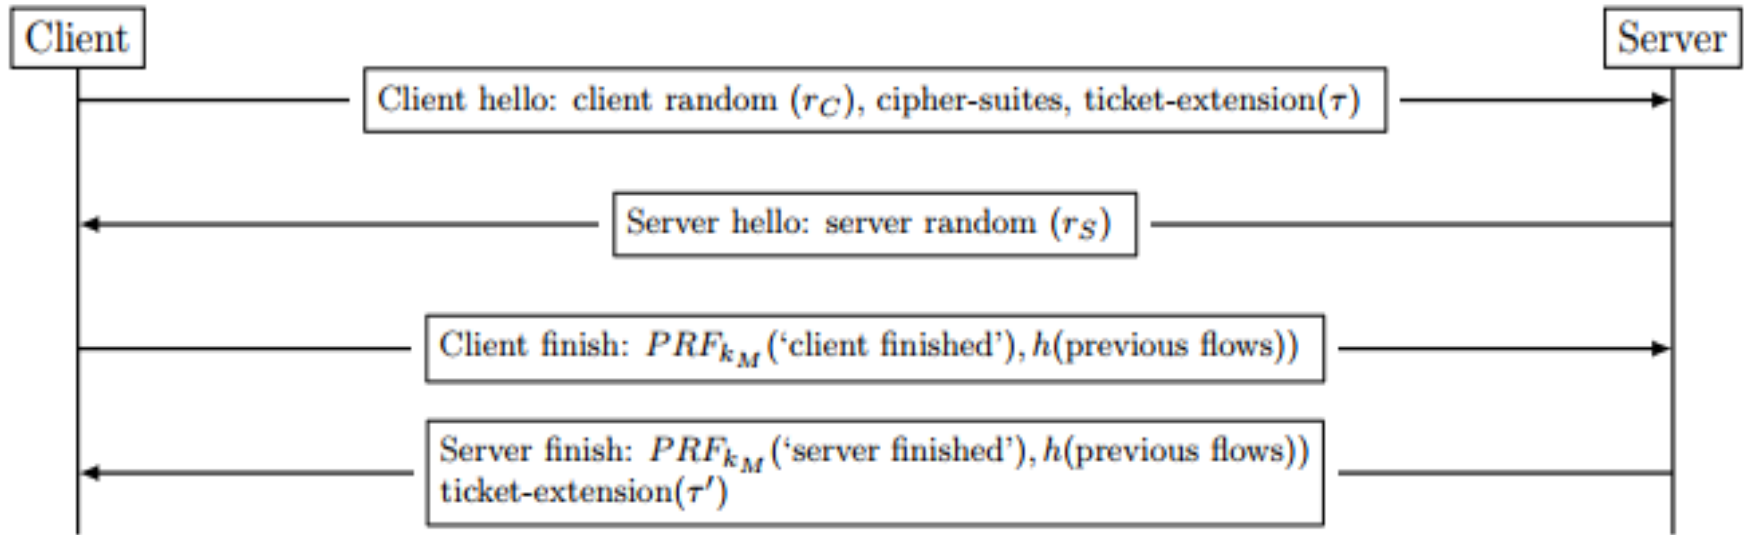 Client
Server
Client hello: client random (r_C), cipher-suites, ticket-extension(τ)
Server hello: server random (r_S)
Client finish: PRF_{k_M}(‘client finished’), h(previous flows))
Server finish: PRF_{k_M}(‘server finished’), h(previous flows))
ticket-extension(τ′)